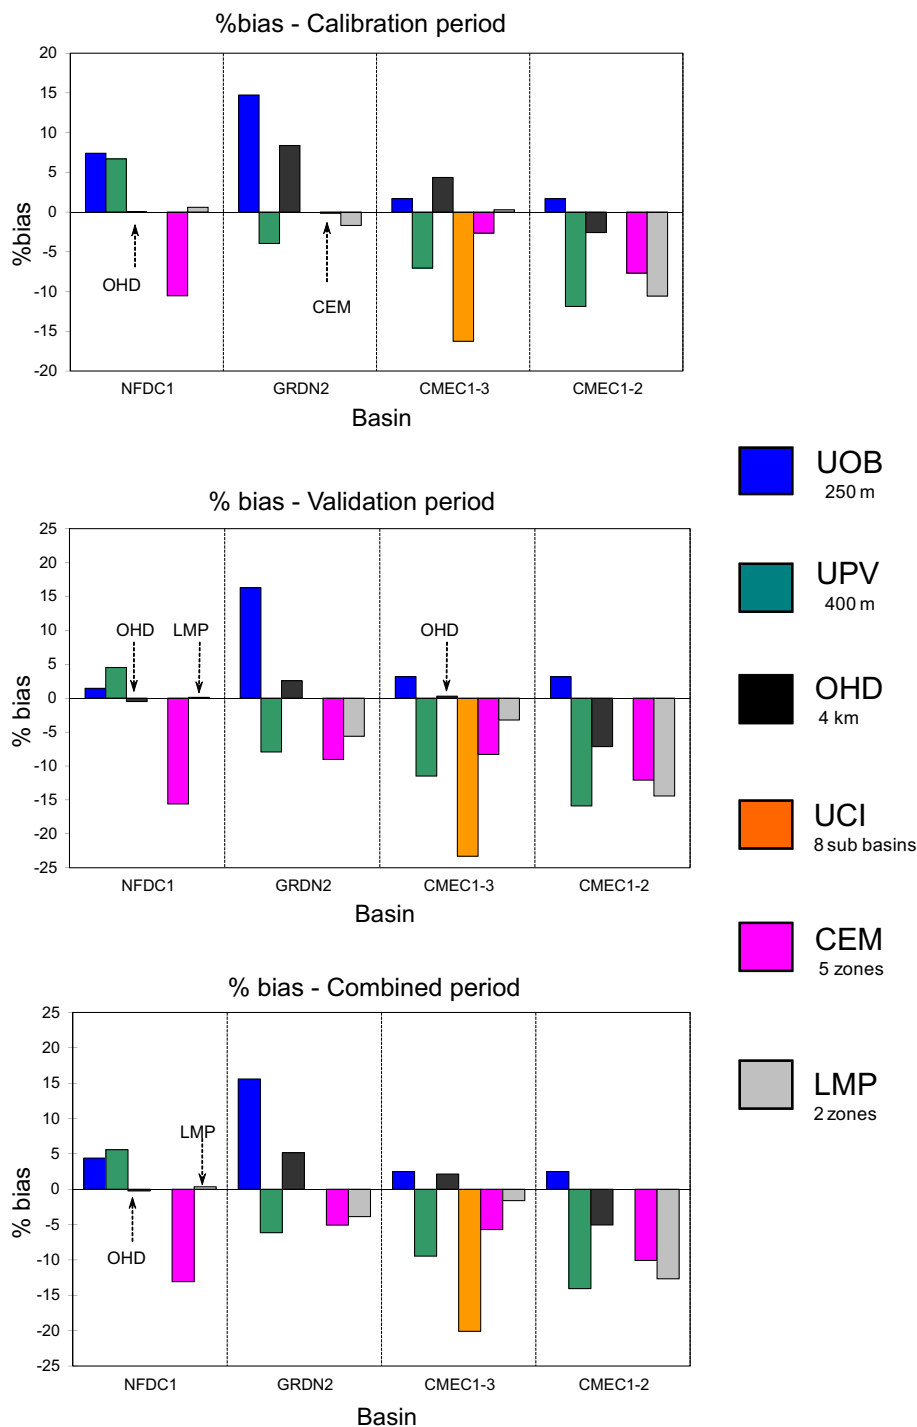 %bias - Calibration period
20
15
10
5
0
-5
-10
-15
-20
%bias
OHD
CEM
NFDC1 GRDN2 CMEC1-3 CMEC1-2
Basin
% bias - Validation period
25
20
15
10
5
0
-5
-10
-15
-20
-25
% bias
OHD LMP OHD
NFDC1 GRDN2 CMEC1-3 CMEC1-2
Basin
% bias - Combined period
25
20
15
10
5
0
-5
-10
-15
-20
-25
% bias
LMP
OHD
NFDC1 GRDN2 CMEC1-3 CMEC1-2
Basin
UOB
250 m
UPV
400 m
OHD
4 km
UCI
8 sub basins
CEM
5 zones
LMP
2 zones